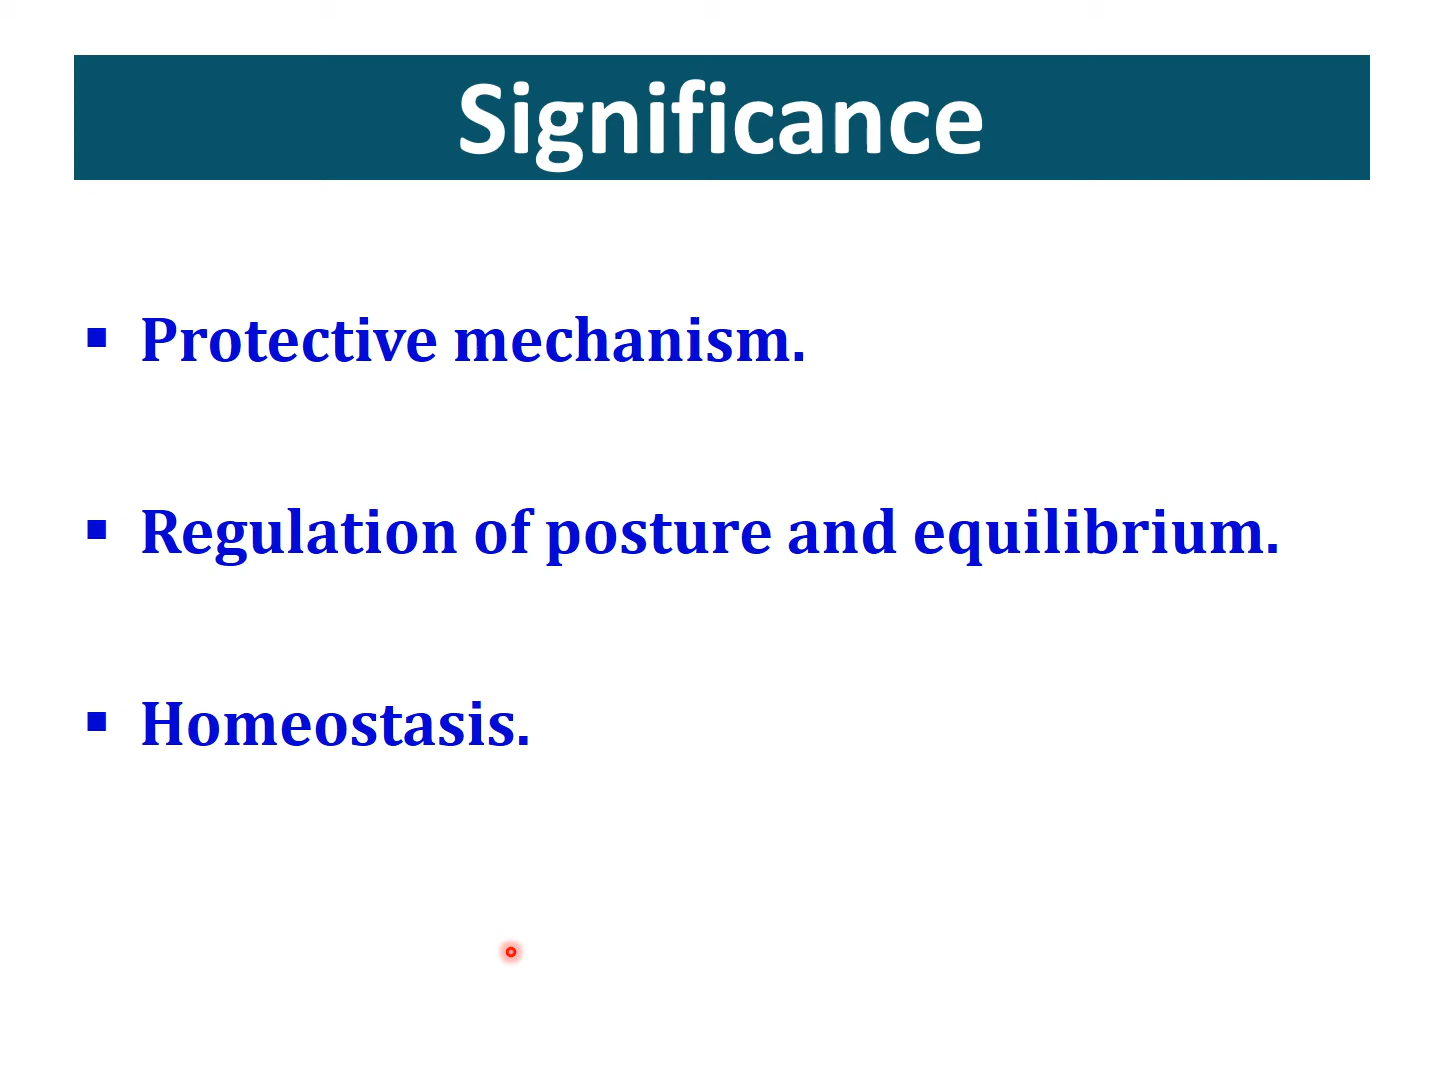 Significance
▪ Protective mechanism.
▪ Regulation of posture and equilibrium.
▪ Homeostasis.